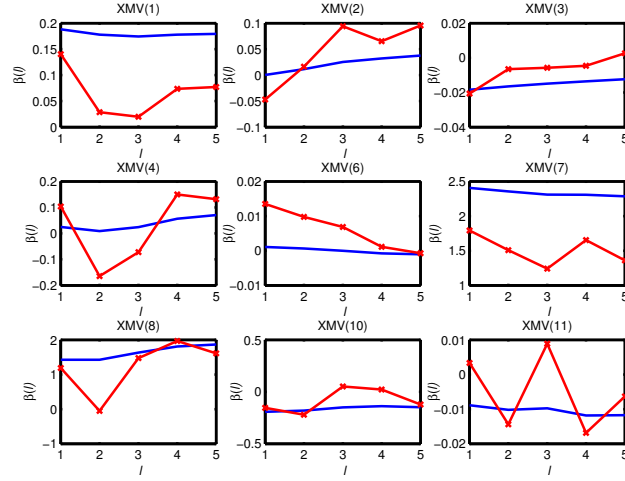 XMV(1) XMV(2) XMV(3)
0.2 0.1 0.02
0.15 0.05 0
β(l) 0.1 β(l) 0 β(l)
0.05 −0.05 −0.02
0 −0.1 −0.04
1 2 3 4 5 1 2 3 4 5 1 2 3 4 5
l l l
XMV(4) XMV(6) XMV(7)
0.2 0.02 2.5
0.1 0.01 2
β(l) 0 β(l) β(l)
−0.1 0 1.5
−0.2 −0.01 1
1 2 3 4 5 1 2 3 4 5 1 2 3 4 5
l l l
XMV(8) XMV(10) XMV(11)
2 0.5 0.01
1 0
β(l) β(l) 0 β(l)
0 −0.01
−1 −0.5 −0.02
1 2 3 4 5 1 2 3 4 5 1 2 3 4 5
l l l